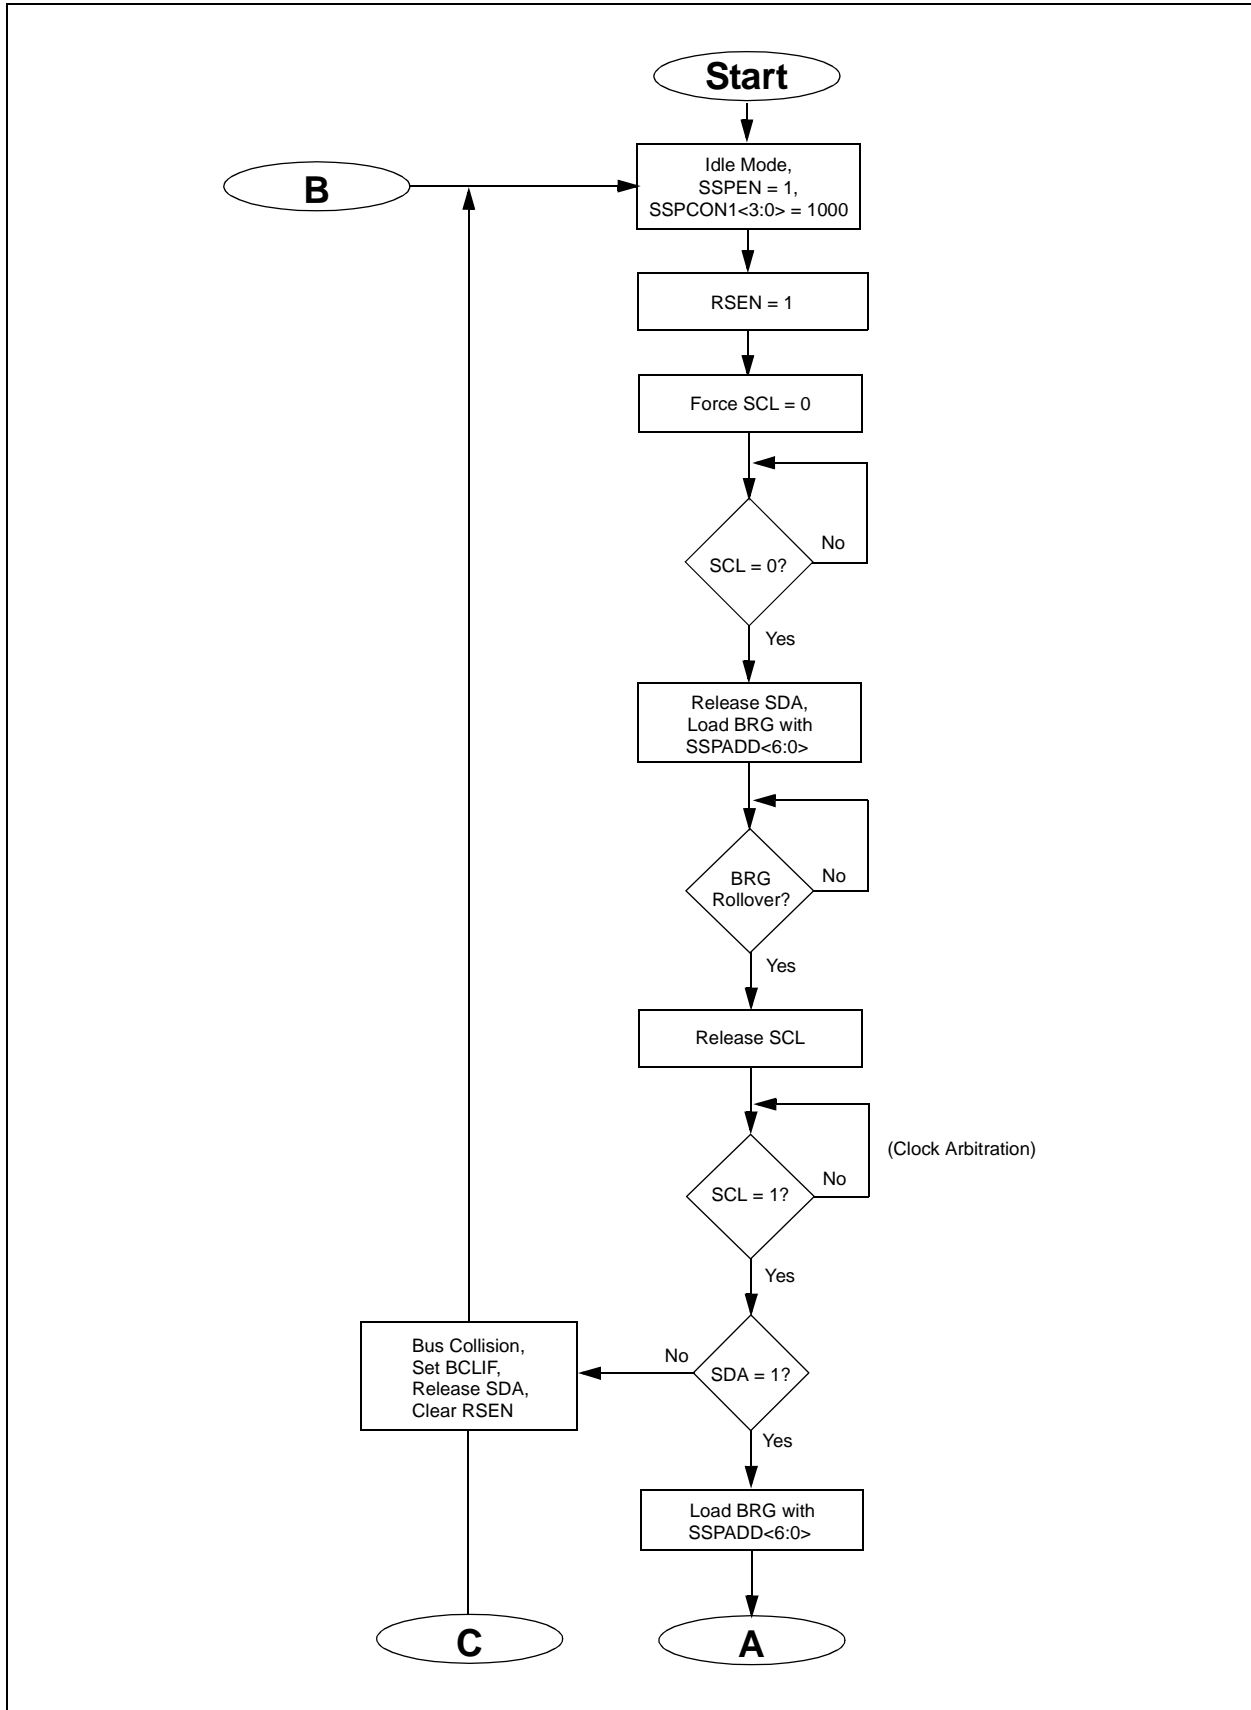 Start
B
Idle Mode,
SSPEN = 1,
SSPCON1<3:0> = 1000
RSEN = 1
Force SCL = 0
No
SCL = 0?
Yes
Release SDA,
Load BRG with
SSPADD<6:0>
BRG
Rollover?
No
Yes
Release SCL
(Clock Arbitration)
No
SCL = 1?
Yes
Bus Collision,
Set BCLIF,
Release SDA,
Clear RSEN
No
SDA = 1?
Yes
Load BRG with
SSPADD<6:0>
C
A